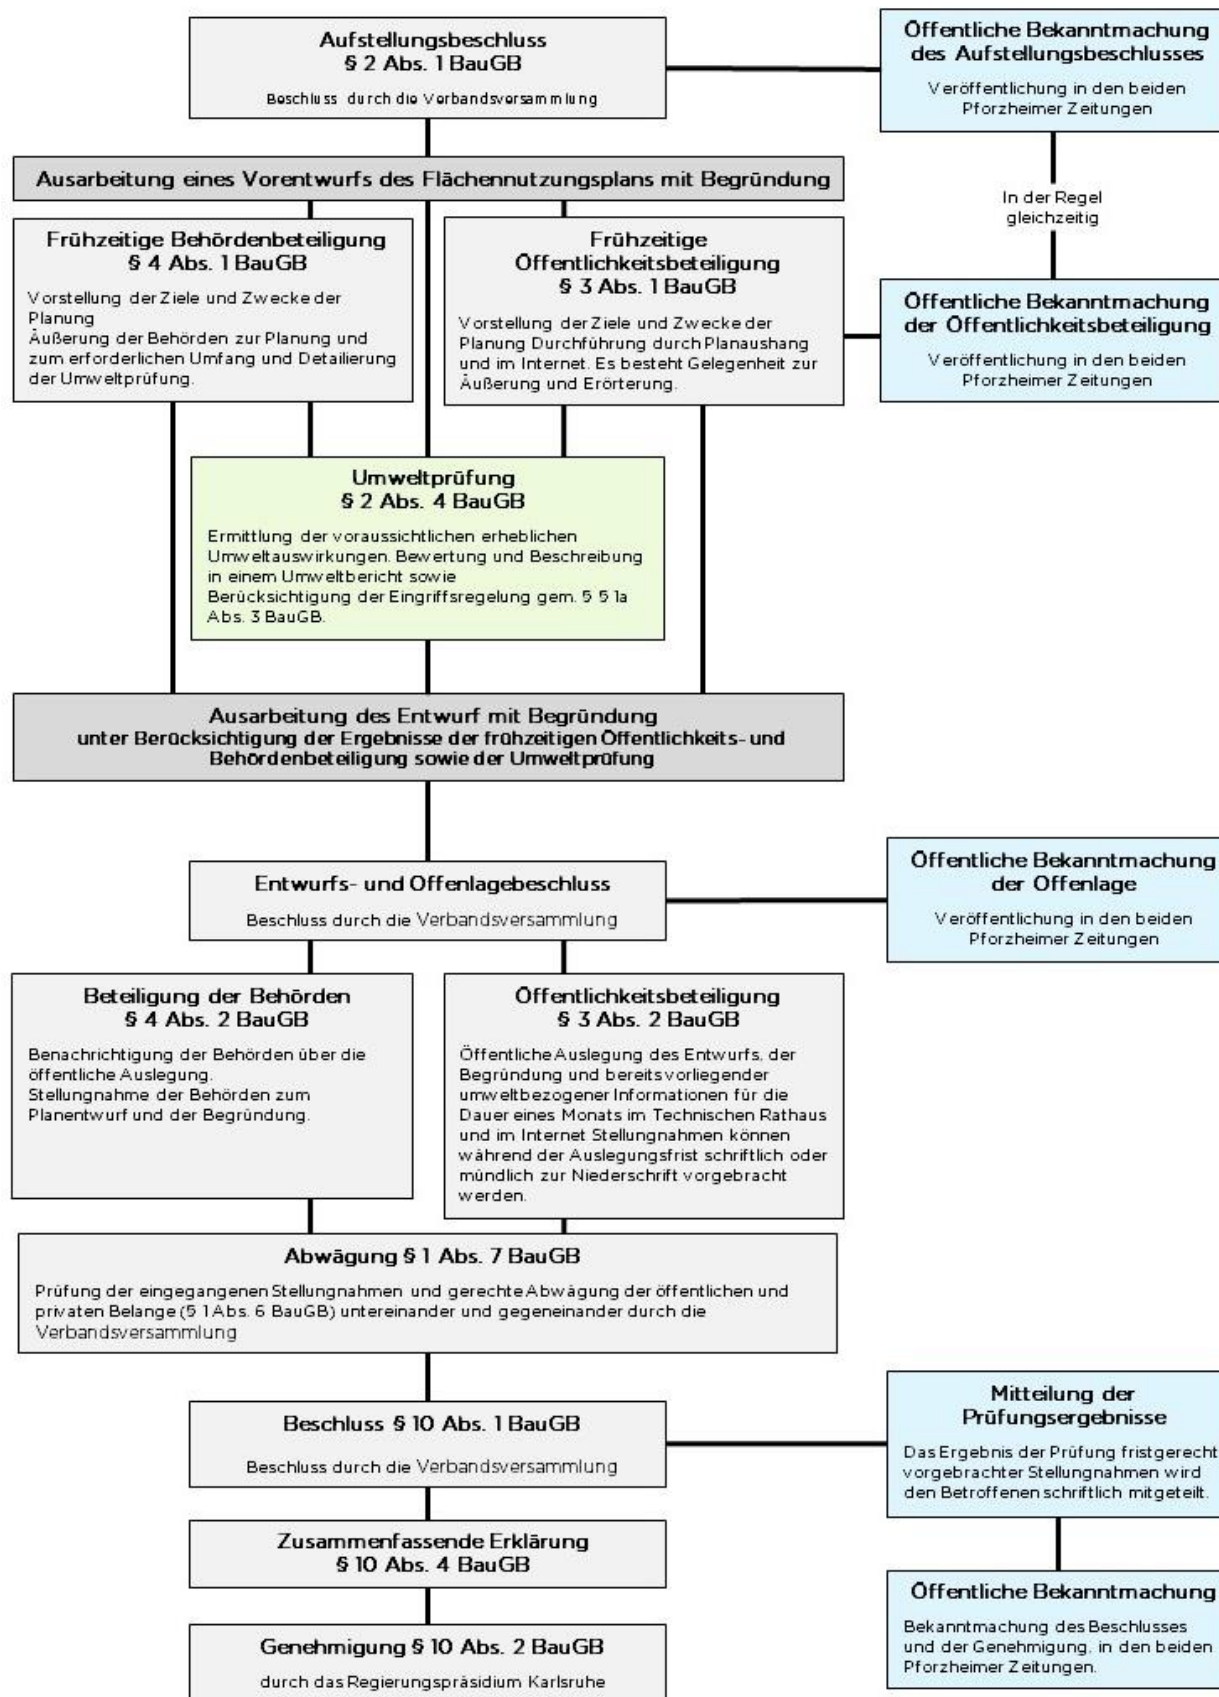 Aufstellungsbeschluss
§ 2 Abs. 1 BauGB
Beschluss durch die Verbandsversammlung
Öffentliche Bekanntmachung
des Aufstellungsbeschlusses
Veröffentlichung in den beiden
Pforzheimer Zeitungen
Ausarbeitung eines Vorentwurfs des Flächennutzungsplans mit Begründung
In der Regel
gleichzeitig
Frühzeitige Behördenbeteiligung
§ 4 Abs. 1 BauGB
Vorstellung der Ziele und Zwecke der
Planung
Äußerung der Behörden zur Planung und
zum erforderlichen Umfang und Detailierung
der Umweltprüfung.
Frühzeitige
Öffentlichkeitsbeteiligung
§ 3 Abs. 1 BauGB
Vorstellung der Ziele und Zwecke der
Planung Durchführung durch Planaushang
und im Internet. Es besteht Gelegenheit zur
Äußerung und Erörterung.
Öffentliche Bekanntmachung
der Öffentlichkeitsbeteiligung
Veröffentlichung in den beiden
Pforzheimer Zeitungen
Umweltprüfung
§ 2 Abs. 4 BauGB
Ermittlung der voraussichtlichen erheblichen
Umweltauswirkungen. Bewertung und Beschreibung
in einem Umweltbericht sowie
Berücksichtigung der Eingriffsregelung gem. § § 1a
Abs. 3 BauGB.
Ausarbeitung des Entwurf mit Begründung
unter Berücksichtigung der Ergebnisse der frühzeitigen Öffentlichkeits- und
Behördenbeteiligung sowie der Umweltprüfung
Entwurfs- und Offenlagebeschluss
Beschluss durch die Verbandsversammlung
Öffentliche Bekanntmachung
der Offenlage
Veröffentlichung in den beiden
Pforzheimer Zeitungen
Beteiligung der Behörden
§ 4 Abs. 2 BauGB
Benachrichtigung der Behörden über die
öffentliche Auslegung.
Stellungnahme der Behörden zum
Planentwurf und der Begründung.
Öffentlichkeitsbeteiligung
§ 3 Abs. 2 BauGB
Öffentliche Auslegung des Entwurfs, der
Begründung und bereits vorliegender
umweltbezogener Informationen für die
Dauer eines Monats im Technischen Rathaus
und im Internet Stellungnahmen können
während der Auslegungsfrist schriftlich oder
mündlich zur Niederschrift vorgebracht
werden.
Abwägung § 1 Abs. 7 BauGB
Prüfung der eingegangenen Stellungnahmen und gerechte Abwägung der öffentlichen und
privaten Belange (§ 1 Abs. 6 BauGB) untereinander und gegeneinander durch die
Verbandsversammlung
Beschluss § 10 Abs. 1 BauGB
Beschluss durch die Verbandsversammlung
Mitteilung der
Prüfungsergebnisse
Das Ergebnis der Prüfung fristgerecht
vorgebrachter Stellungnahmen wird
den Betroffenen schriftlich mitgeteilt.
Zusammenfassende Erklärung
§ 10 Abs. 4 BauGB
Genehmigung § 10 Abs. 2 BauGB
durch das Regierungspräsidium Karlsruhe
Öffentliche Bekanntmachung
Bekanntmachung des Beschlusses
und der Genehmigung, in den beiden
Pforzheimer Zeitungen.